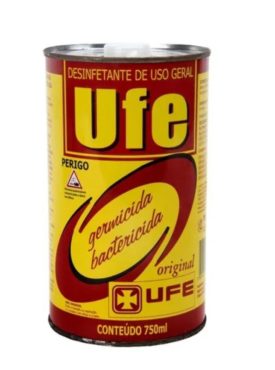 DESINFETANTE DE USO GERAL
Ufe
PERIGO
germicida
bactericida
original
UFE
CONTEÚDO 750ml